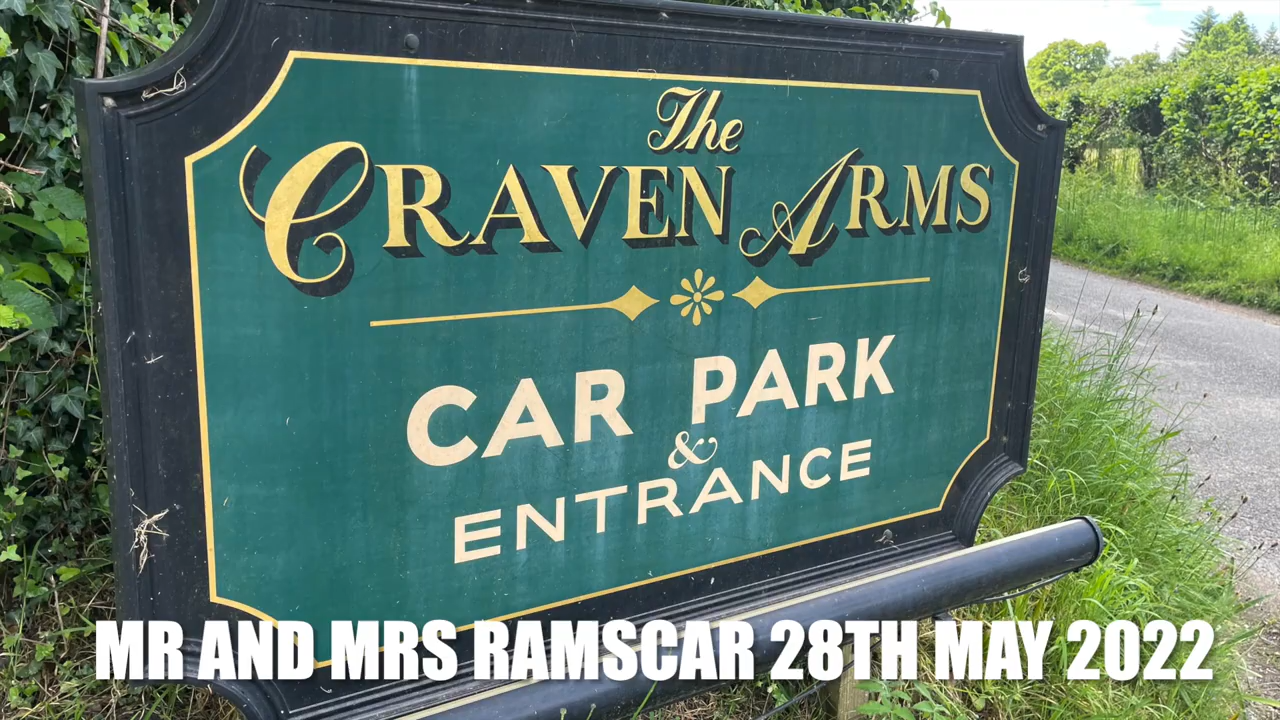 The
CRAVEN ARMS
CAR PARK
&
ENTRANCE
MR AND MRS RAMSCAR 28TH MAY 2022